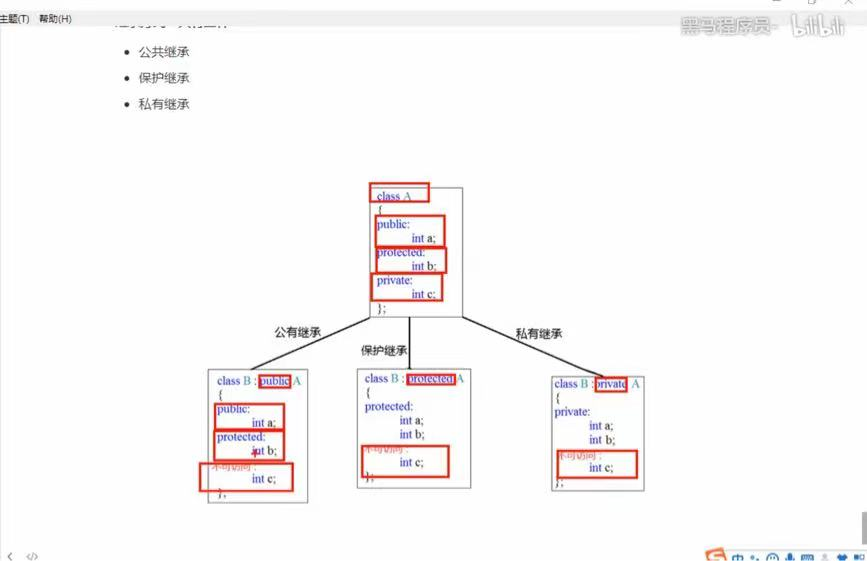 主题(T) 帮助(H)
黑马程序员- bilibili
公共继承
保护继承
私有继承
class A
{
public:
int a;
protected:
int b;
private:
int c;
};
公有继承
保护继承
私有继承
class B : public A
{
public:
int a;
protected:
int b;
不可访问:
int c;
};
class B : protected A
{
protected:
int a;
int b;
不可访问:
int c;
};
class B : private A
{
private:
int a;
int b;
不可访问:
int c;
};
中